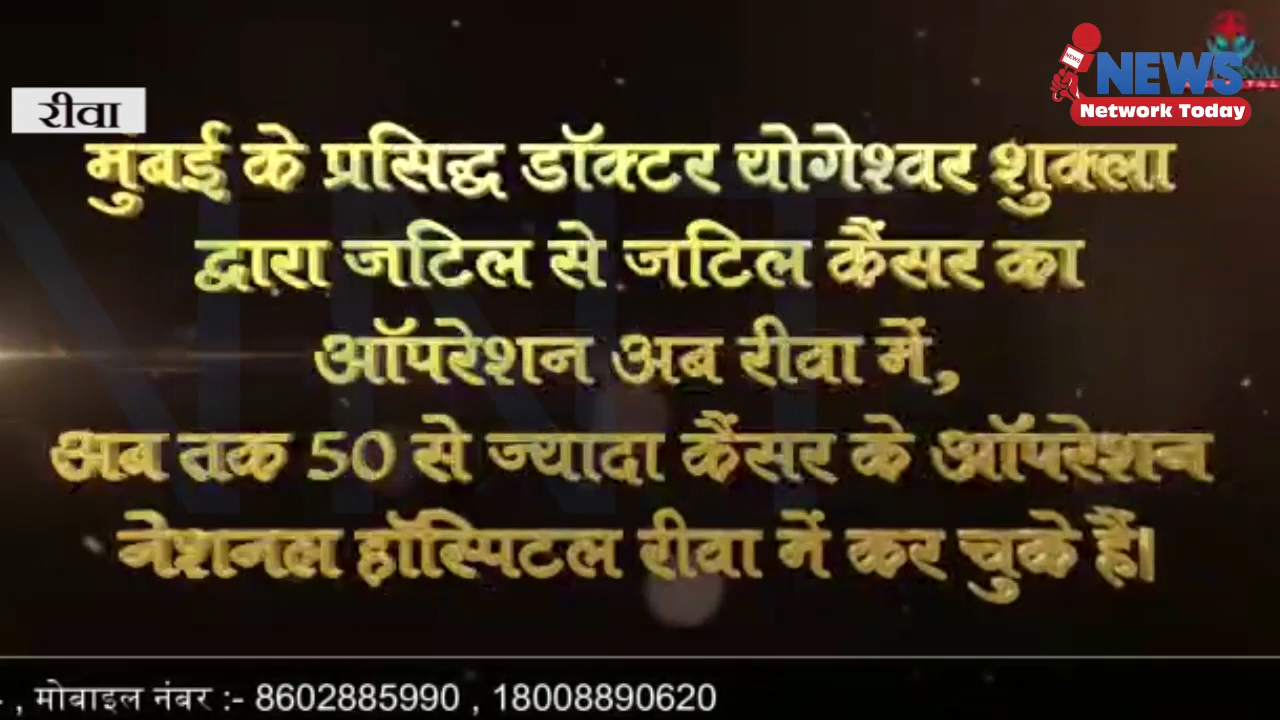 NEWS
Network Today
रीवा
मुंबई के प्रसिद्ध डॉक्टर योगेश्वर शुक्ला
द्वारा जटिल से जटिल कैंसर का
ऑपरेशन अब रीवा में,
अब तक 50 से ज्यादा कैंसर के ऑपरेशन
नेशनल हॉस्पिटल रीवा में कर चुके हैं।
, मोबाइल नंबर :- 8602885990 , 18008890620